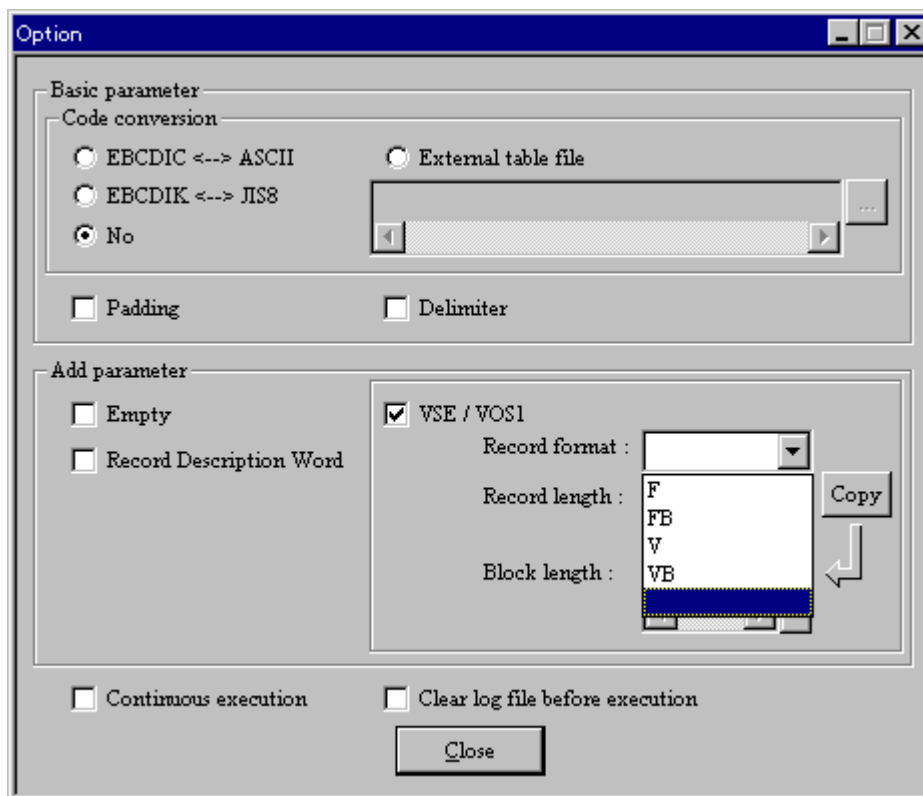 Option
Basic parameter
Code conversion
EBCDIC <--> ASCII
External table file
EBCDIK <--> JIS8
...
No
Padding
Delimiter
Add parameter
Empty
VSE / VOS1
Record Description Word
Record format :
Record length :
F
Copy
FB
V
Block length :
VB
Continuous execution
Clear log file before execution
Close